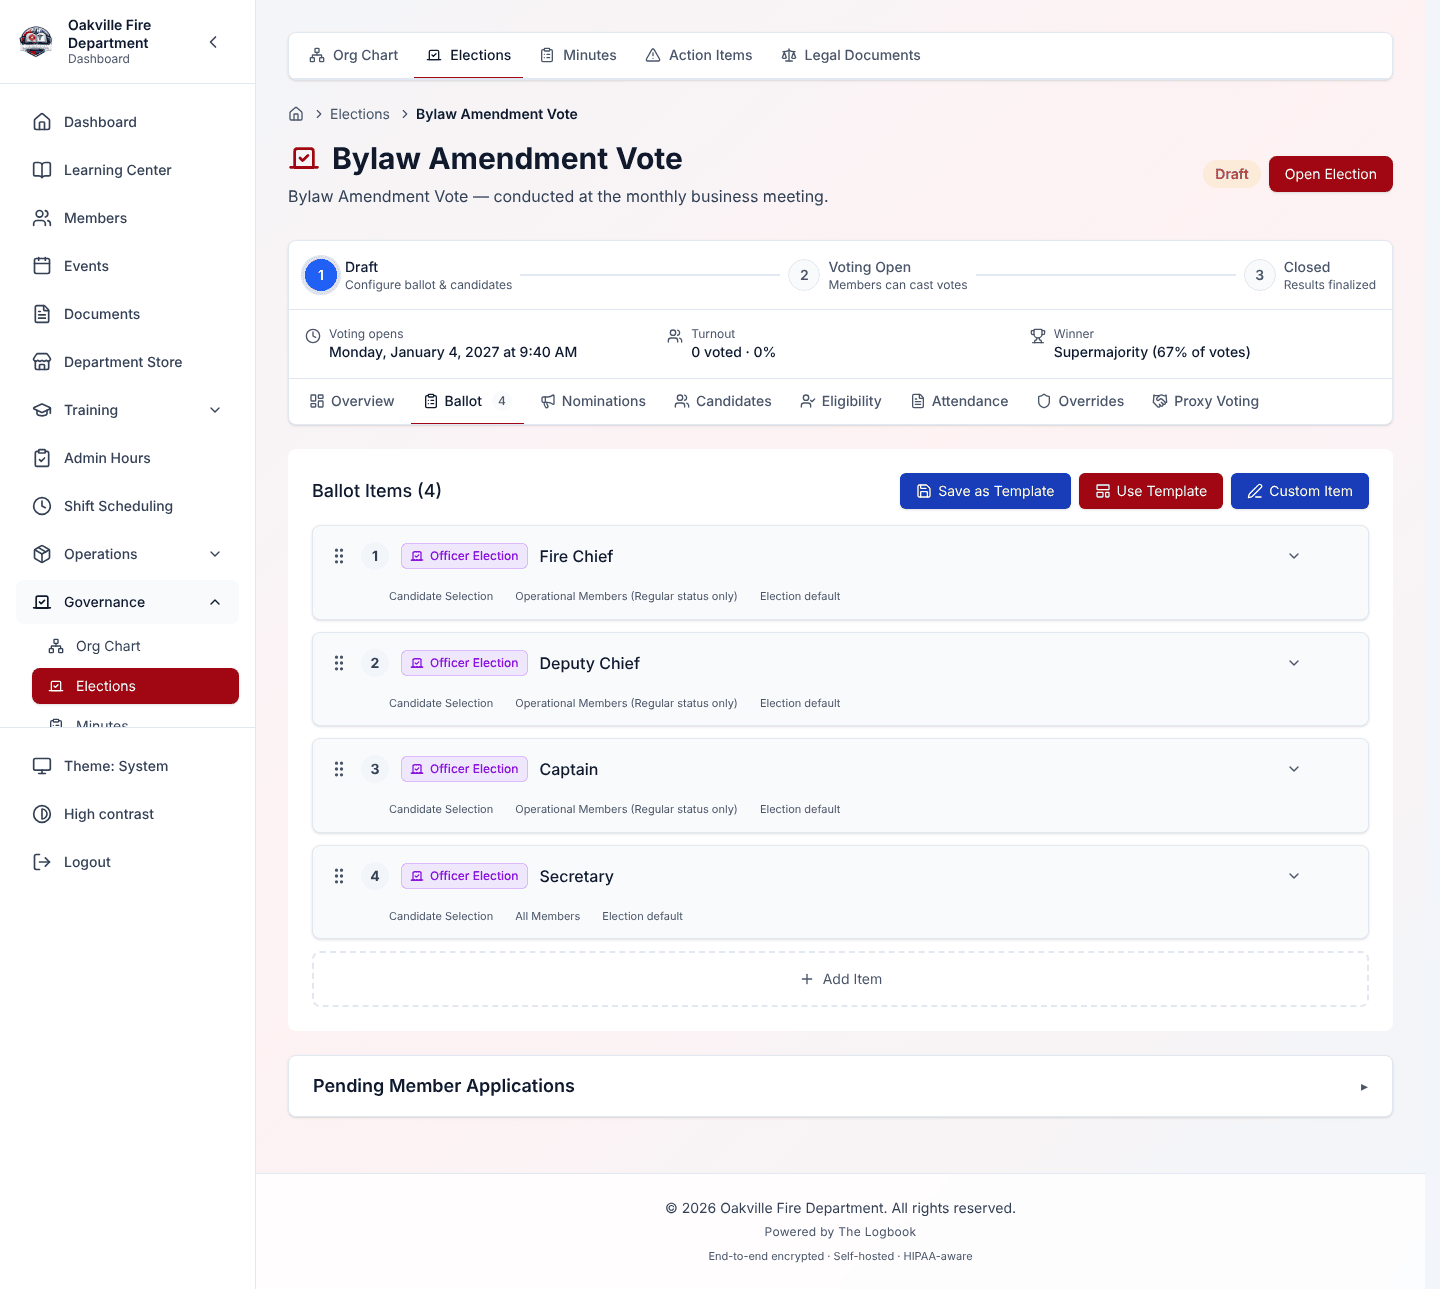 Oakville Fire
Department
Dashboard
Dashboard
Learning Center
Members
Events
Documents
Department Store
Training
Admin Hours
Shift Scheduling
Operations
Governance
Org Chart
Elections
Minutes
Theme: System
High contrast
Logout
Org Chart
Elections
Minutes
Action Items
Legal Documents
Elections
Bylaw Amendment Vote
Bylaw Amendment Vote
Bylaw Amendment Vote — conducted at the monthly business meeting.
Draft
Open Election
1
Draft
Configure ballot & candidates
2
Voting Open
Members can cast votes
3
Closed
Results finalized
Voting opens
Monday, January 4, 2027 at 9:40 AM
Turnout
0 voted · 0%
Winner
Supermajority (67% of votes)
Overview
Ballot 4
Nominations
Candidates
Eligibility
Attendance
Overrides
Proxy Voting
Ballot Items (4)
Save as Template
Use Template
Custom Item
1 Officer Election Fire Chief
Candidate Selection Operational Members (Regular status only) Election default
2 Officer Election Deputy Chief
Candidate Selection Operational Members (Regular status only) Election default
3 Officer Election Captain
Candidate Selection Operational Members (Regular status only) Election default
4 Officer Election Secretary
Candidate Selection All Members Election default
Add Item
Pending Member Applications
© 2026 Oakville Fire Department. All rights reserved.
Powered by The Logbook
End-to-end encrypted · Self-hosted · HIPAA-aware